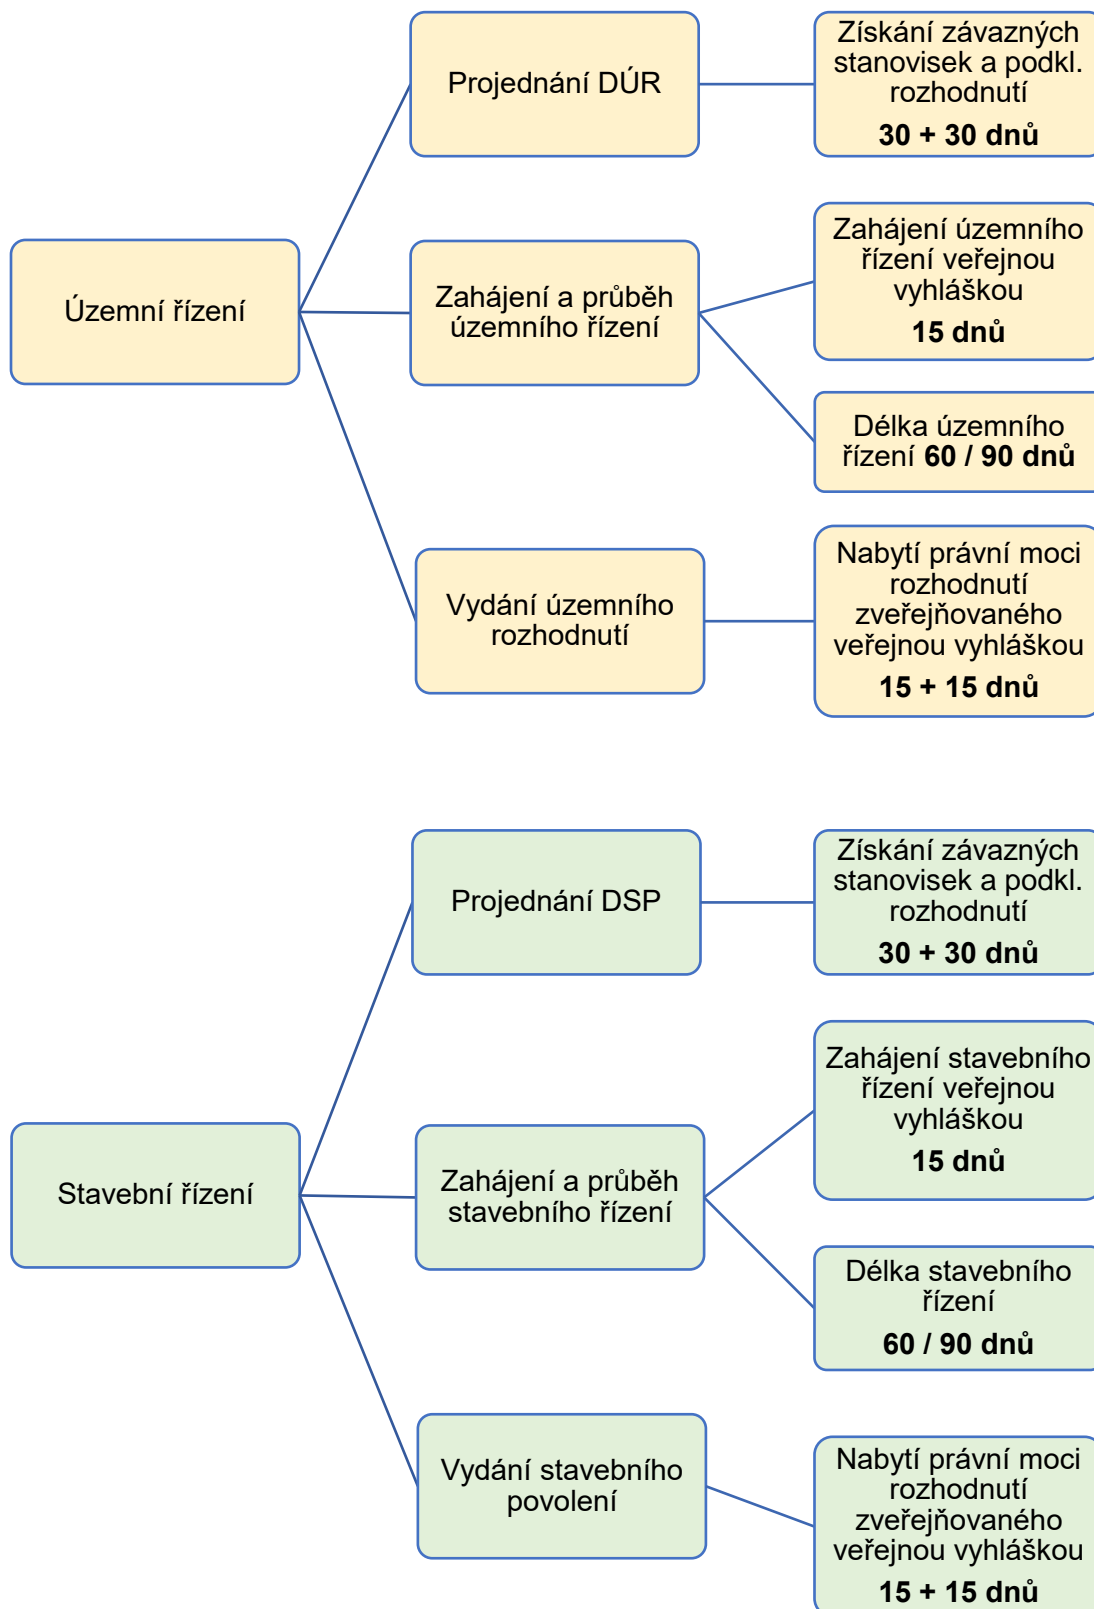 Územní řízení
Projednání DÚR
Získání závazných
stanovisek a podkl.
rozhodnutí
30 + 30 dnů
Zahájení a průběh
územního řízení
Zahájení územního
řízení veřejnou
vyhláškou
15 dnů
Délka územního
řízení 60 / 90 dnů
Vydání územního
rozhodnutí
Nabytí právní moci
rozhodnutí
zveřejňovaného
veřejnou vyhláškou
15 + 15 dnů
Stavební řízení
Projednání DSP
Získání závazných
stanovisek a podkl.
rozhodnutí
30 + 30 dnů
Zahájení a průběh
stavebního řízení
Zahájení stavebního
řízení veřejnou
vyhláškou
15 dnů
Délka stavebního
řízení
60 / 90 dnů
Vydání stavebního
povolení
Nabytí právní moci
rozhodnutí
zveřejňovaného
veřejnou vyhláškou
15 + 15 dnů